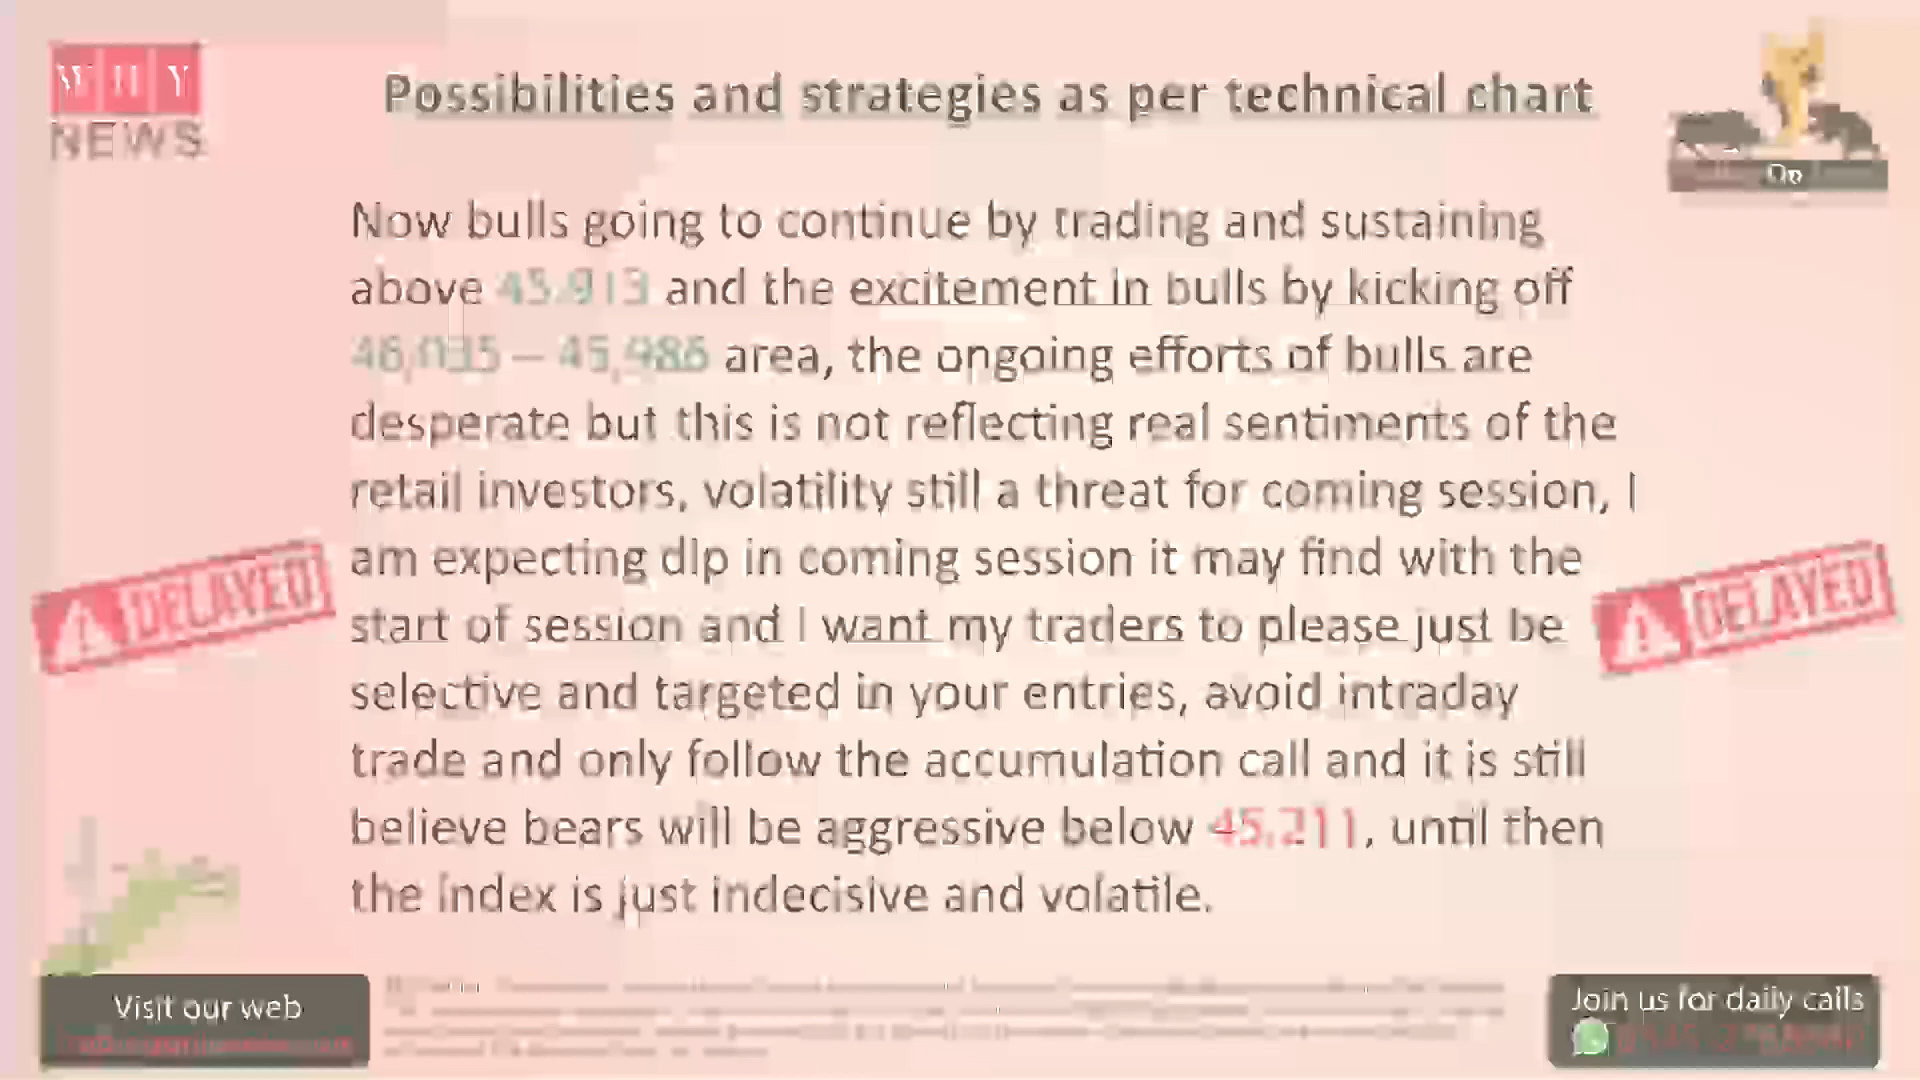 WHY
NEWS
Possibilities and strategies as per technical chart
On
Now bulls going to continue by trading and sustaining
above 45,913 and the excitement in bulls by kicking off
46,035 – 45,986 area, the ongoing efforts of bulls are
desperate but this is not reflecting real sentiments of the
retail investors, volatility still a threat for coming session, I
am expecting dip in coming session it may find with the
start of session and I want my traders to please just be
selective and targeted in your entries, avoid intraday
trade and only follow the accumulation call and it is still
believe bears will be aggressive below 45,211, until then
the index is just indecisive and volatile.
DELAYED
DELAYED
Visit our web
Join us for daily calls